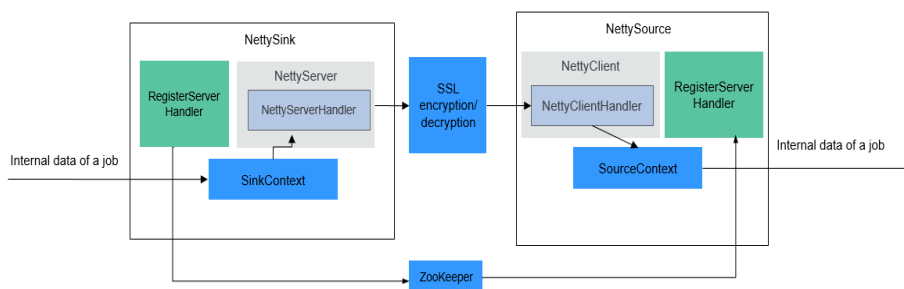 NettySink
NettySource
NettyServer
NettyClient
RegisterServer
Handler
NettyServerHandler
SSL
encryption/
decryption
NettyClientHandler
RegisterServer
Handler
Internal data of a job
SinkContext
SourceContext
Internal data of a job
ZooKeeper